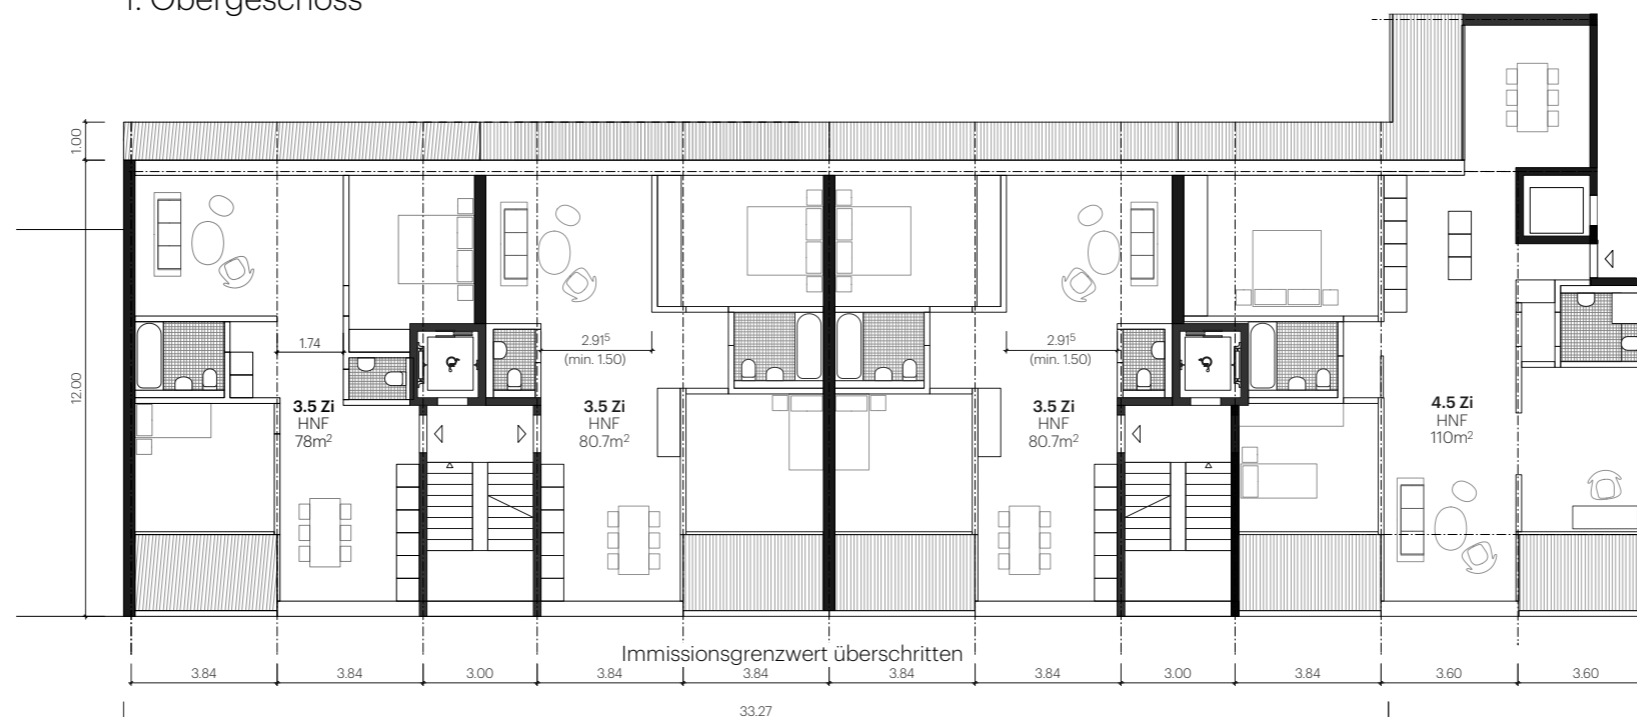 1. Obergeschoss
1.00
12.00
1.74
2.91⁵
(min. 1.50)
2.91⁵
(min. 1.50)
3.5 Zi
HNF
78m²
3.5 Zi
HNF
80.7m²
3.5 Zi
HNF
80.7m²
4.5 Zi
HNF
110m²
Immissionsgrenzwert überschritten
3.84
3.84
3.00
3.84
3.84
3.84
3.84
3.00
3.84
3.60
3.60
33.27